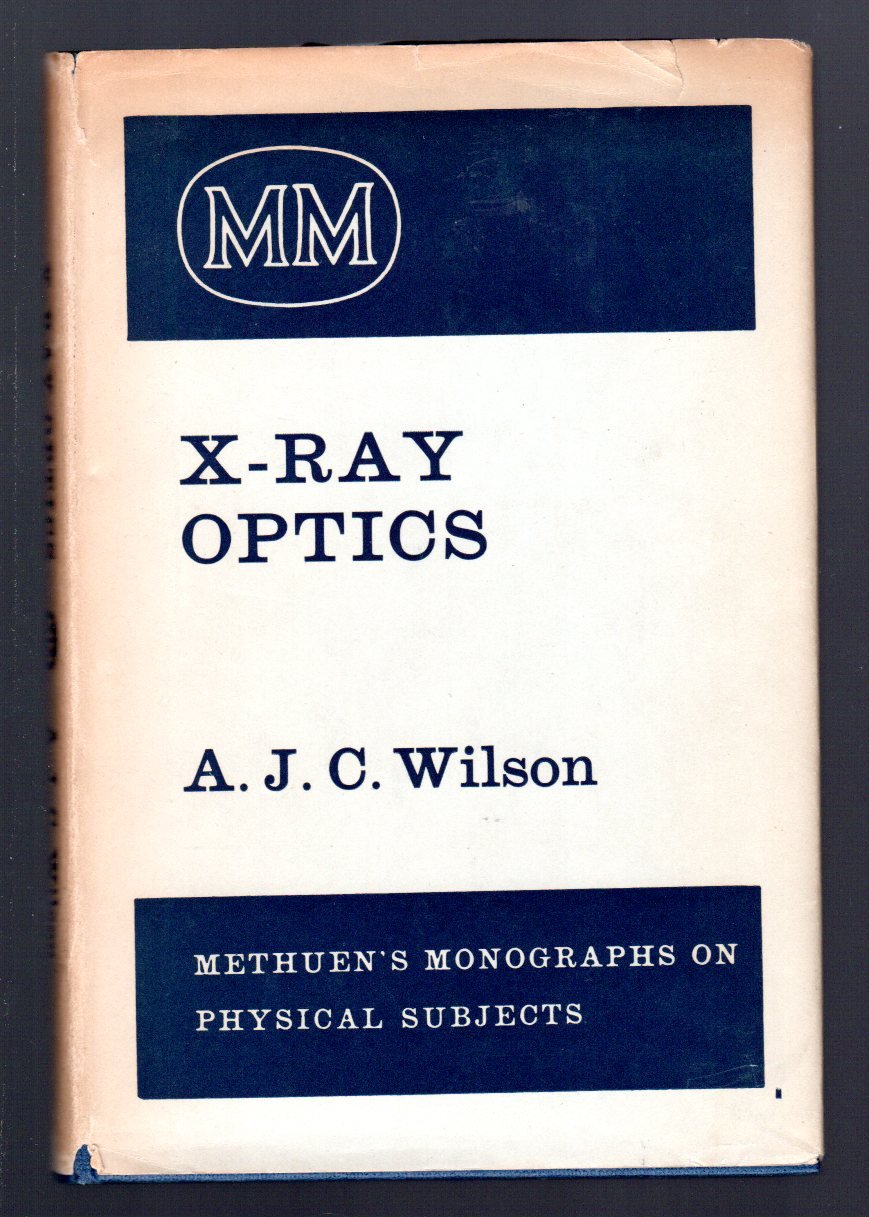 MM
X-RAY
OPTICS
A. J. C. Wilson
METHUEN'S MONOGRAPHS ON
PHYSICAL SUBJECTS